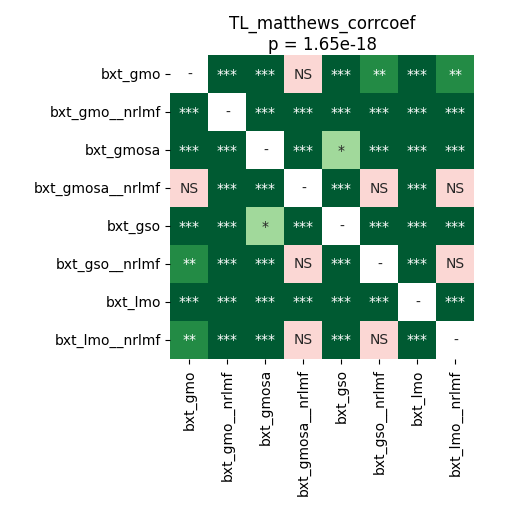 TL_matthews_corrcoef
p = 1.65e-18
bxt_gmo - *** *** NS *** ** *** **
bxt_gmo__nrlmf *** - *** *** *** *** *** ***
bxt_gmosa *** *** - *** * *** *** ***
bxt_gmosa__nrlmf NS *** *** - *** NS *** NS
bxt_gso *** *** * *** - *** *** ***
bxt_gso__nrlmf ** *** *** NS *** - *** NS
bxt_lmo *** *** *** *** *** *** - ***
bxt_lmo__nrlmf ** *** *** NS *** NS *** -
bxt_gmo
bxt_gmo__nrlmf
bxt_gmosa
bxt_gmosa__nrlmf
bxt_gso
bxt_gso__nrlmf
bxt_lmo
bxt_lmo__nrlmf